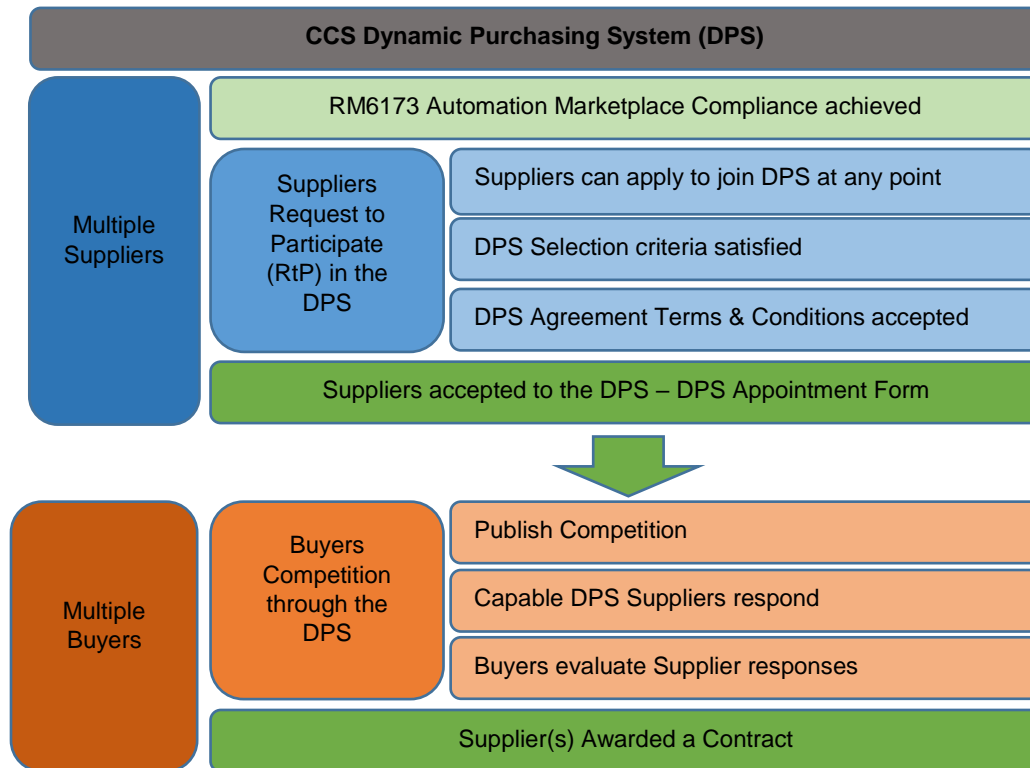 CCS Dynamic Purchasing System (DPS)
RM6173 Automation Marketplace Compliance achieved
Multiple
Suppliers
Suppliers
Request to
Participate
(RtP) in the
DPS
Suppliers can apply to join DPS at any point
DPS Selection criteria satisfied
DPS Agreement Terms & Conditions accepted
Suppliers accepted to the DPS – DPS Appointment Form
Multiple
Buyers
Buyers
Competition
through the
DPS
Publish Competition
Capable DPS Suppliers respond
Buyers evaluate Supplier responses
Supplier(s) Awarded a Contract